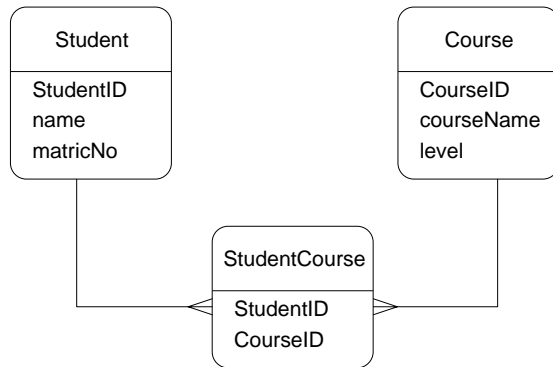 Student
StudentID
name
matricNo
Course
CourseID
courseName
level
StudentCourse
StudentID
CourseID